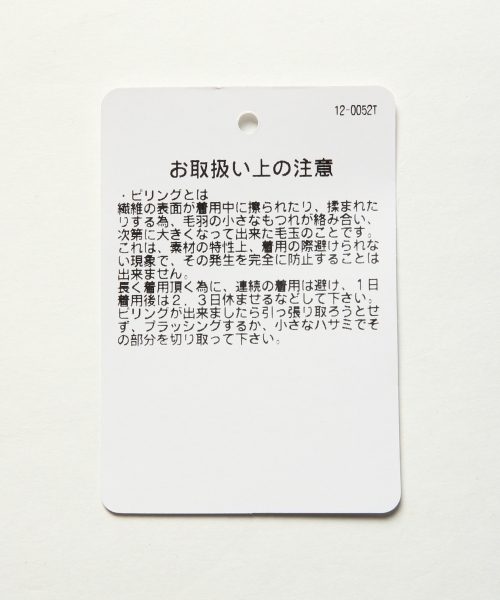 12-0052T
お取扱い上の注意
・ピリングとは
繊維の表面が着用中に擦られたり、揉まれた
りする為、毛羽の小さなもつれが絡み合い、
次第に大きくなって出来た毛玉のことです。
これは、素材の特性上、着用の際避けられな
い現象で、その発生を完全に防止することは
出来ません。
長く着用頂く為に、連続の着用は避け、1日
着用後は2．3日休ませるなどして下さい。
ピリングが出来ましたら引っ張り取ろうとせ
ず、ブラッシングするか、小さなハサミでそ
の部分を切り取って下さい。